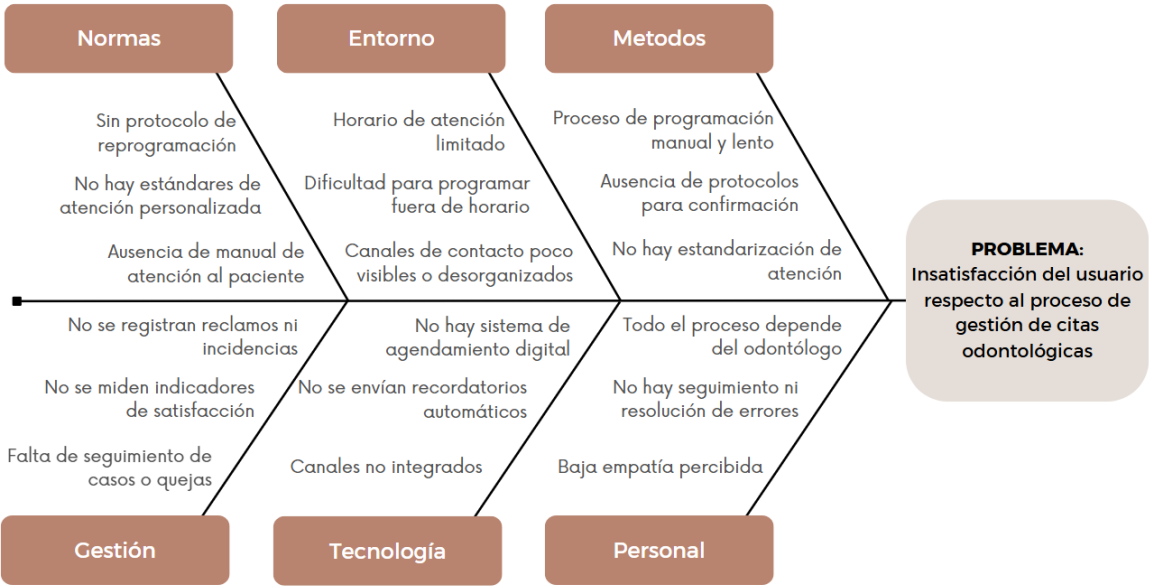 Normas
Entorno
Metodos
Sin protocolo de
reprogramación
No hay estándares de
atención personalizada
Ausencia de manual de
atención al paciente
Horario de atención
limitado
Dificultad para programar
fuera de horario
Canales de contacto poco
visibles o desorganizados
Proceso de programación
manual y lento
Ausencia de protocolos
para confirmación
No hay estandarización de
atención
PROBLEMA:
Insatisfacción del usuario
respecto al proceso de
gestión de citas
odontológicas
No se registran reclamos ni
incidencias
No se miden indicadores
de satisfacción
Falta de seguimiento de
casos o quejas
No hay sistema de
agendamiento digital
No se envían recordatorios
automáticos
Canales no integrados
Todo el proceso depende
del odontólogo
No hay seguimiento ni
resolución de errores
Baja empatía percibida
Gestión
Tecnología
Personal